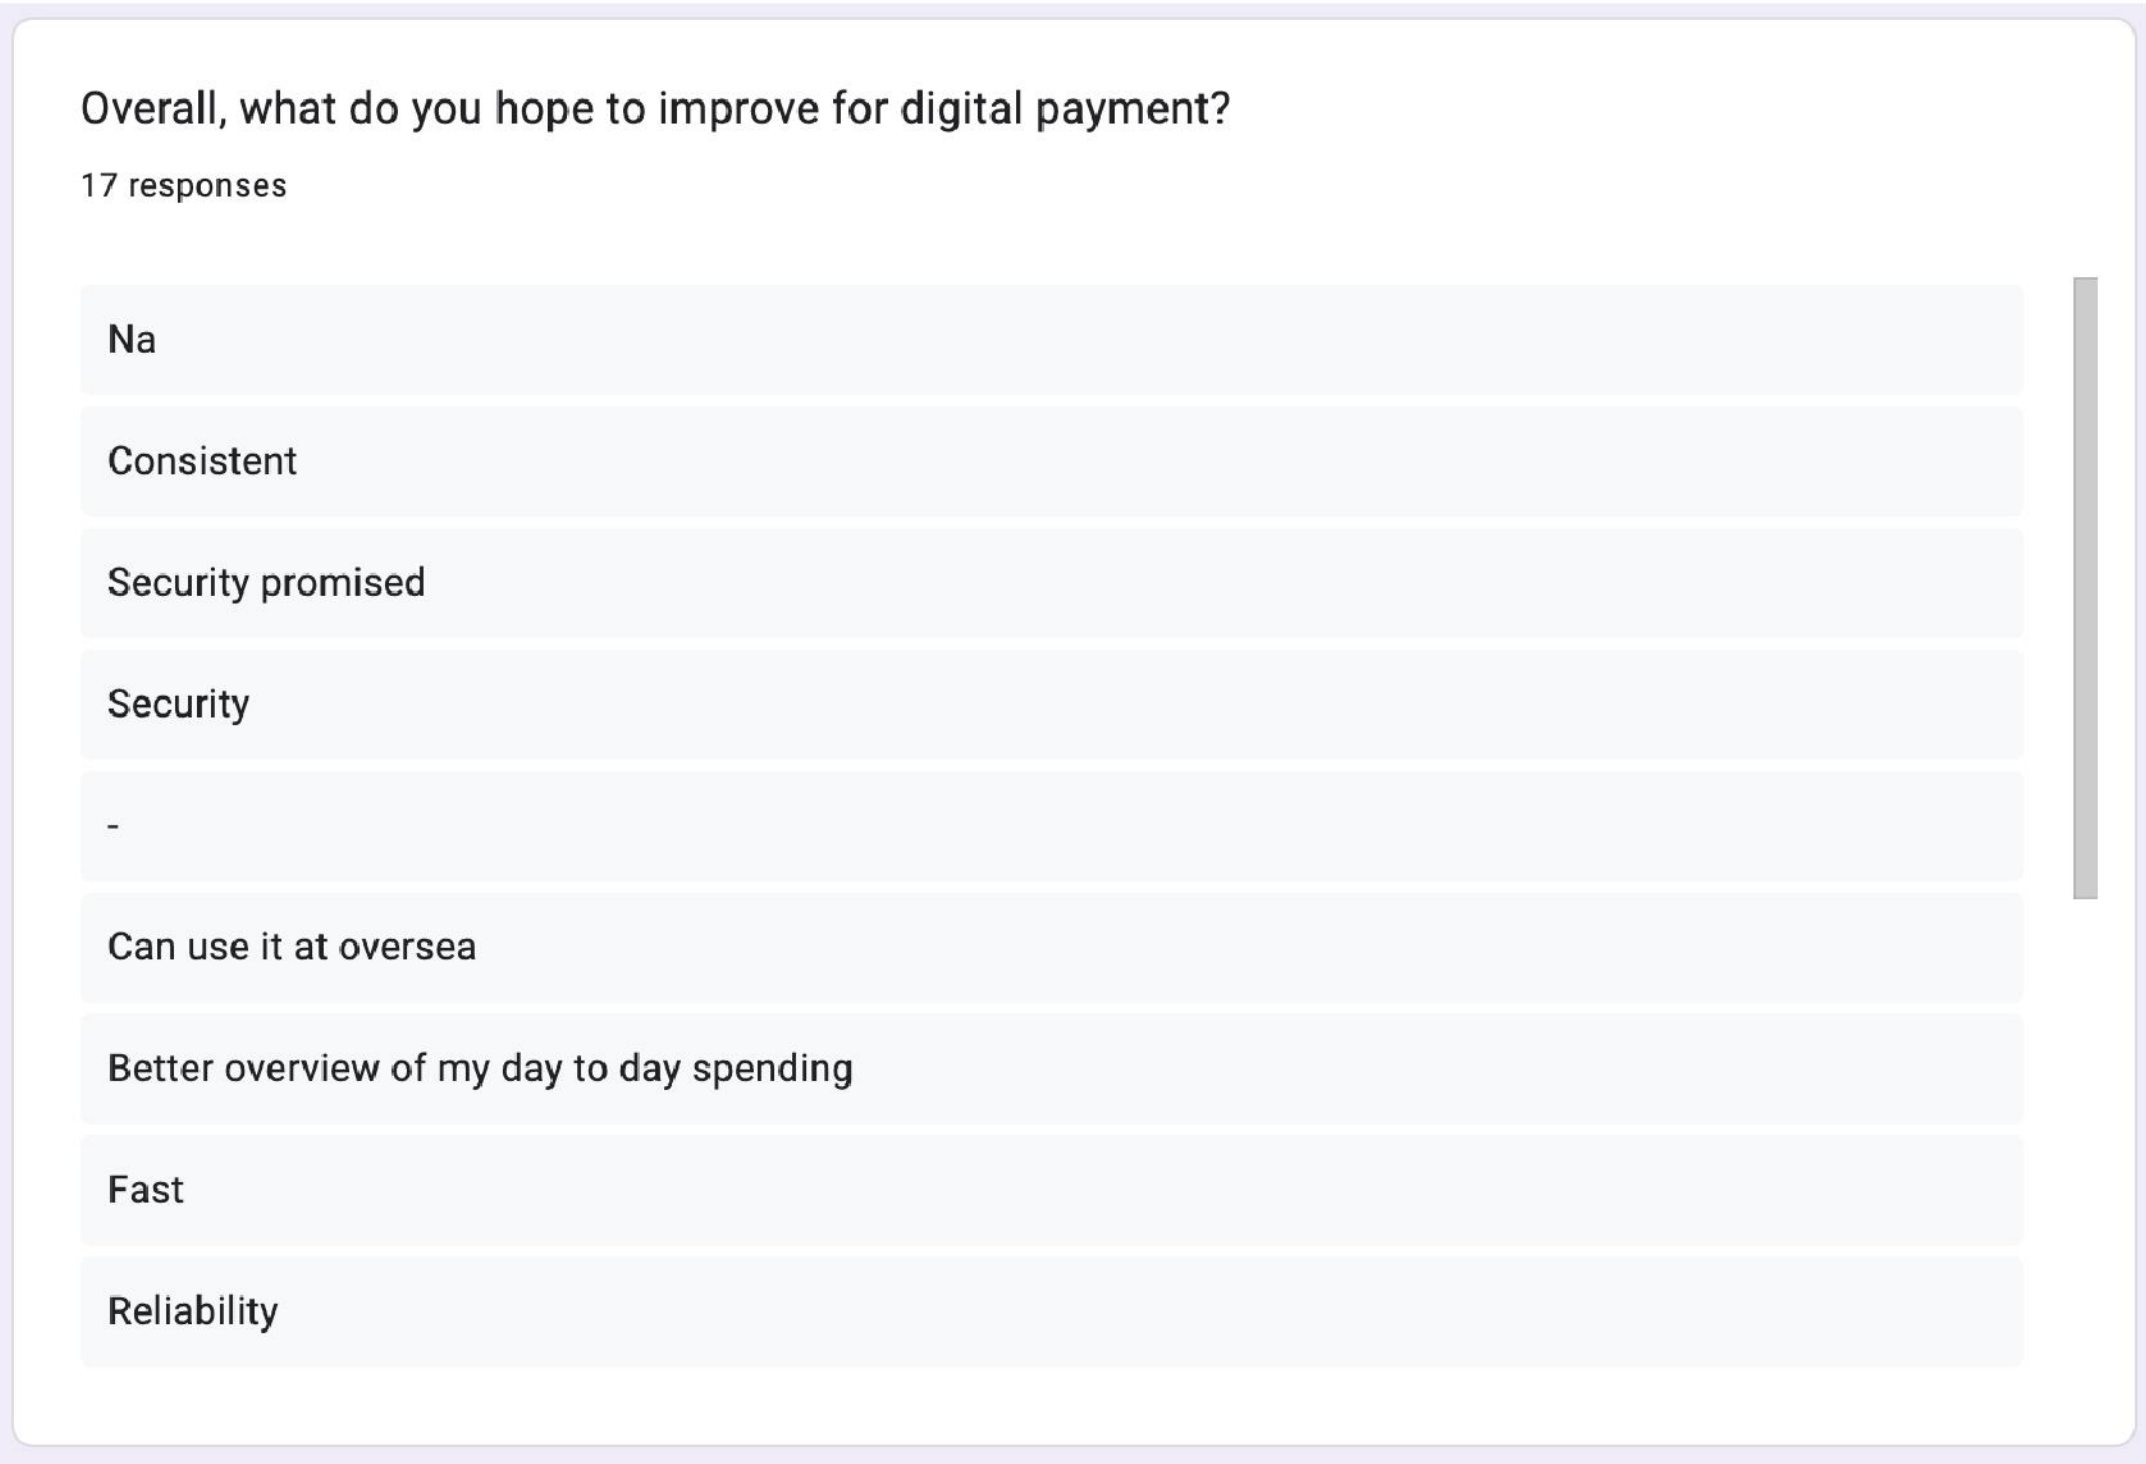 Overall, what do you hope to improve for digital payment?
17 responses
Na
Consistent
Security promised
Security
-
Can use it at oversea
Better overview of my day to day spending
Fast
Reliability